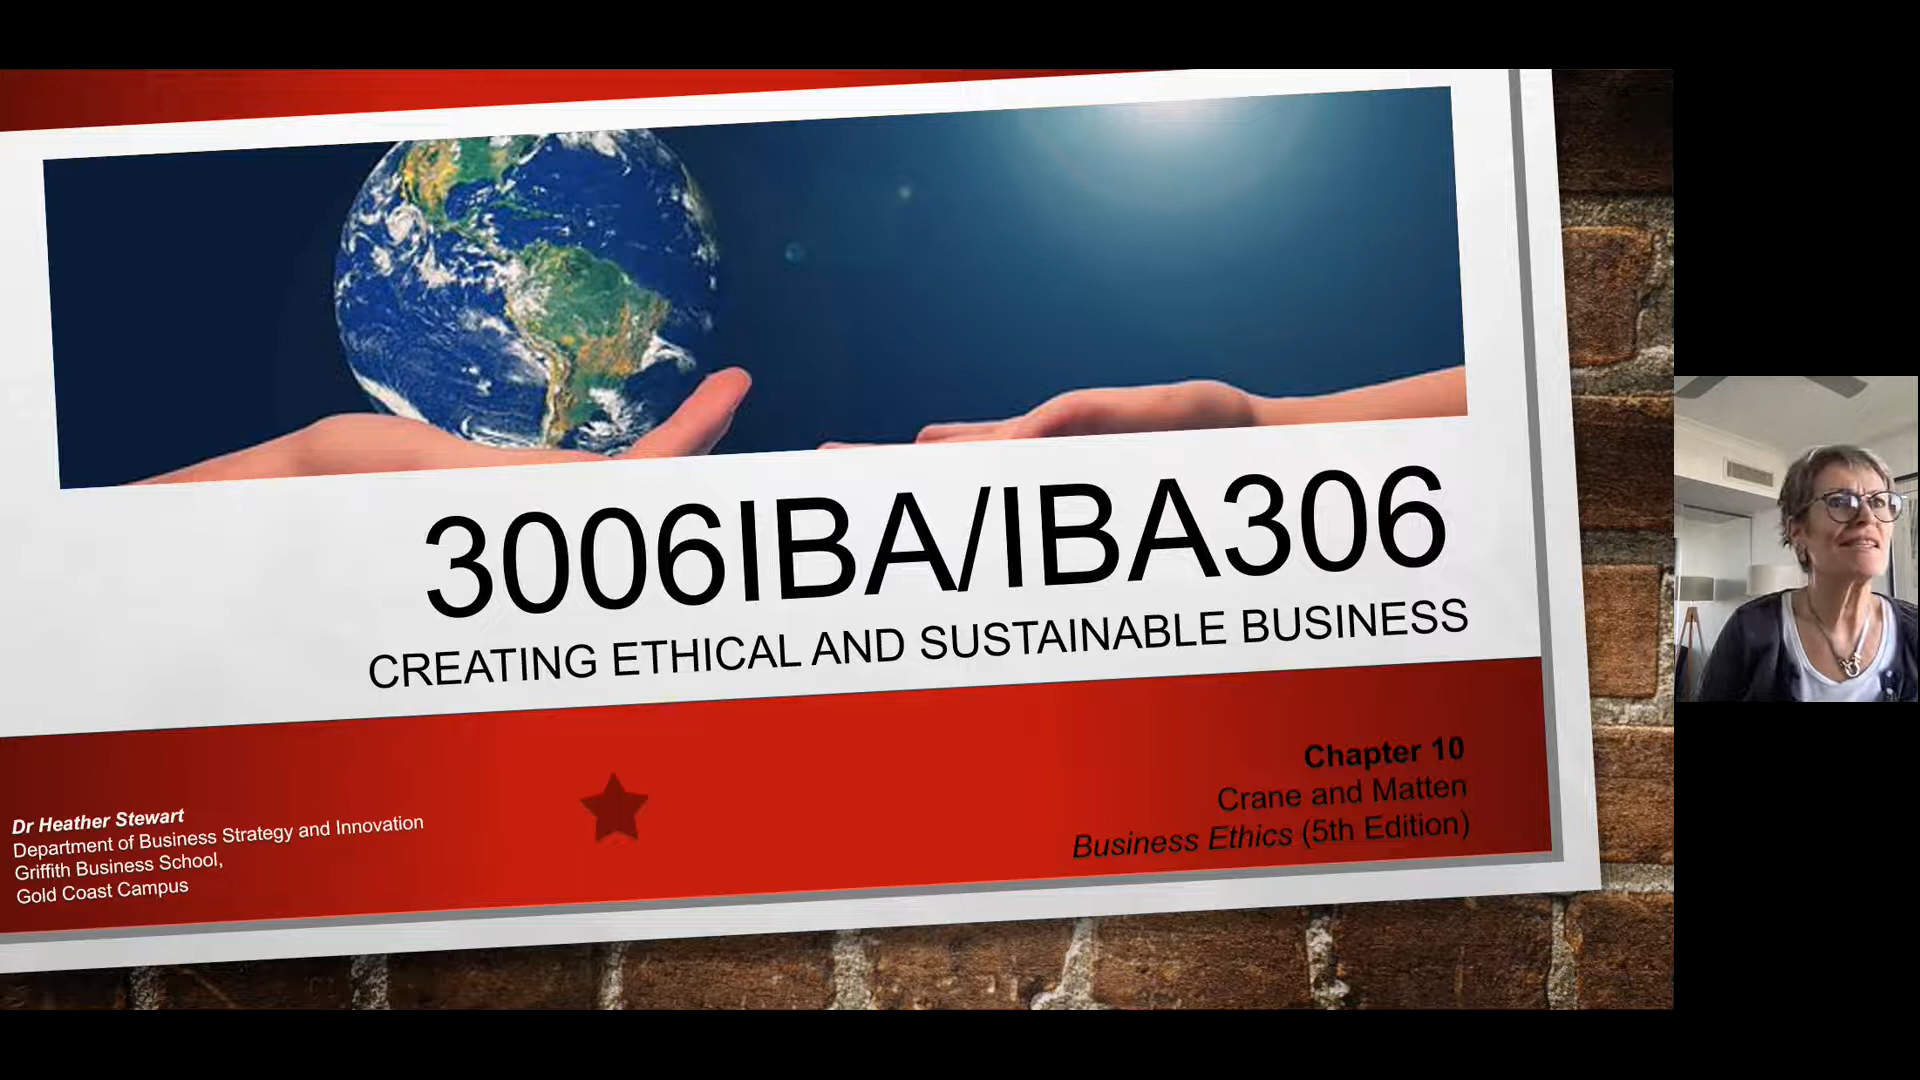 3006IBA/IBA306
CREATING ETHICAL AND SUSTAINABLE BUSINESS
Chapter 10
Crane and Matten
Business Ethics (5th Edition)
Dr Heather Stewart
Department of Business Strategy and Innovation
Griffith Business School,
Gold Coast Campus